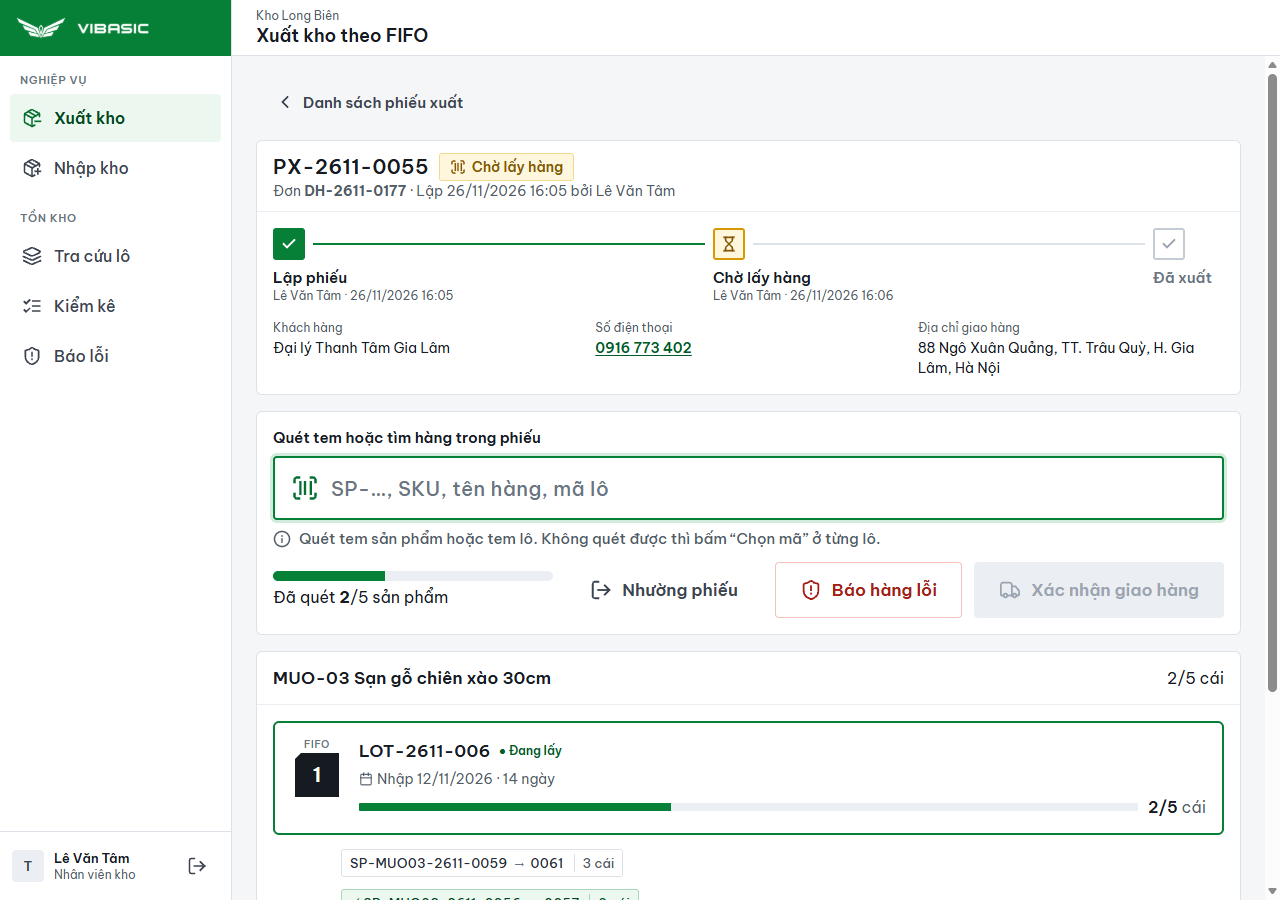 VIBASIC
Kho Long Biên
Xuất kho theo FIFO
NGHIỆP VỤ
Xuất kho
Nhập kho
TỒN KHO
Tra cứu lô
Kiểm kê
Báo lỗi
T
Lê Văn Tâm
Nhân viên kho
Danh sách phiếu xuất
PX-2611-0055 Chờ lấy hàng
Đơn DH-2611-0177 · Lập 26/11/2026 16:05 bởi Lê Văn Tâm
Lập phiếu
Lê Văn Tâm · 26/11/2026 16:05
Chờ lấy hàng
Lê Văn Tâm · 26/11/2026 16:06
Đã xuất
Khách hàng
Đại lý Thanh Tâm Gia Lâm
Số điện thoại
0916 773 402
Địa chỉ giao hàng
88 Ngô Xuân Quảng, TT. Trâu Quỳ, H. Gia
Lâm, Hà Nội
Quét tem hoặc tìm hàng trong phiếu
SP-…, SKU, tên hàng, mã lô
Quét tem sản phẩm hoặc tem lô. Không quét được thì bấm “Chọn mã” ở từng lô.
Đã quét 2/5 sản phẩm
Nhường phiếu
Báo hàng lỗi
Xác nhận giao hàng
MUO-03 Sạn gỗ chiên xào 30cm
2/5 cái
FIFO
1
LOT-2611-006 • Đang lấy
Nhập 12/11/2026 · 14 ngày
2/5 cái
SP-MUO03-2611-0059 → 0061 3 cái